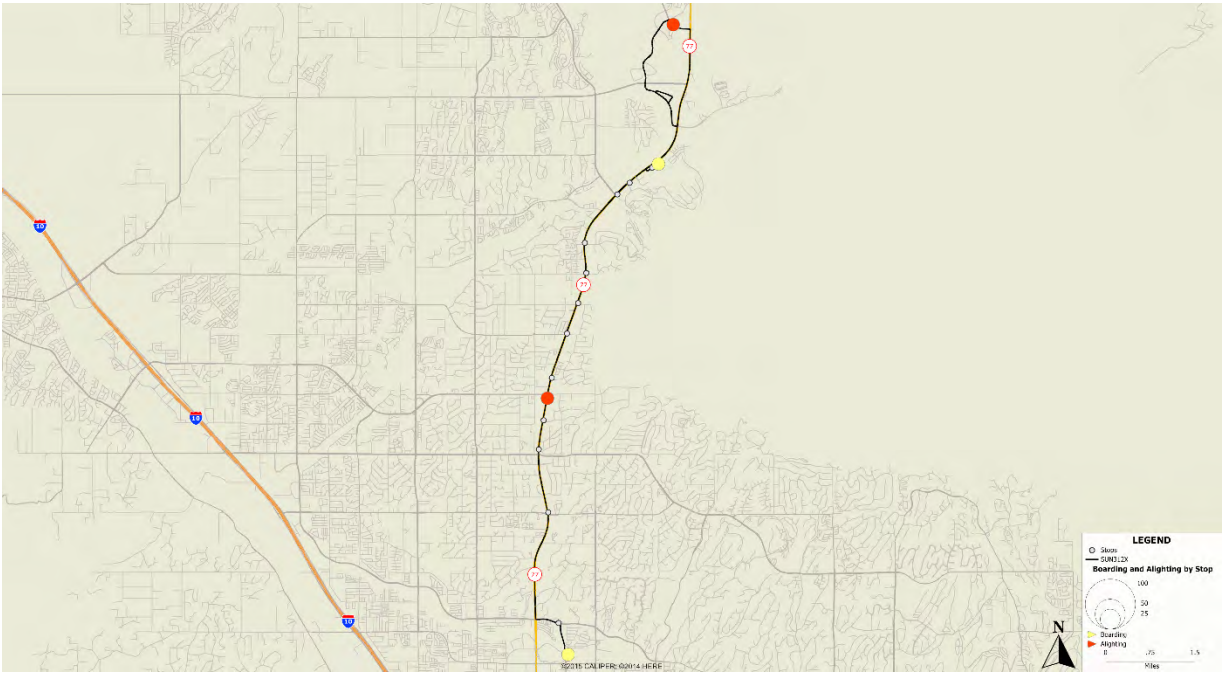 77
10
77
10
77
10
©2015 CALIPER; ©2014 HERE
N
LEGEND
Stops
SUN312X
Boarding and Alighting by Stop
100
50
25
Boarding
Alighting
0 .75 1.5
Miles